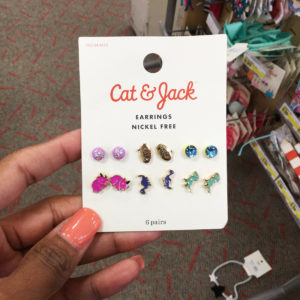 Cat & Jack
EARRINGS
NICKEL FREE
6 pairs